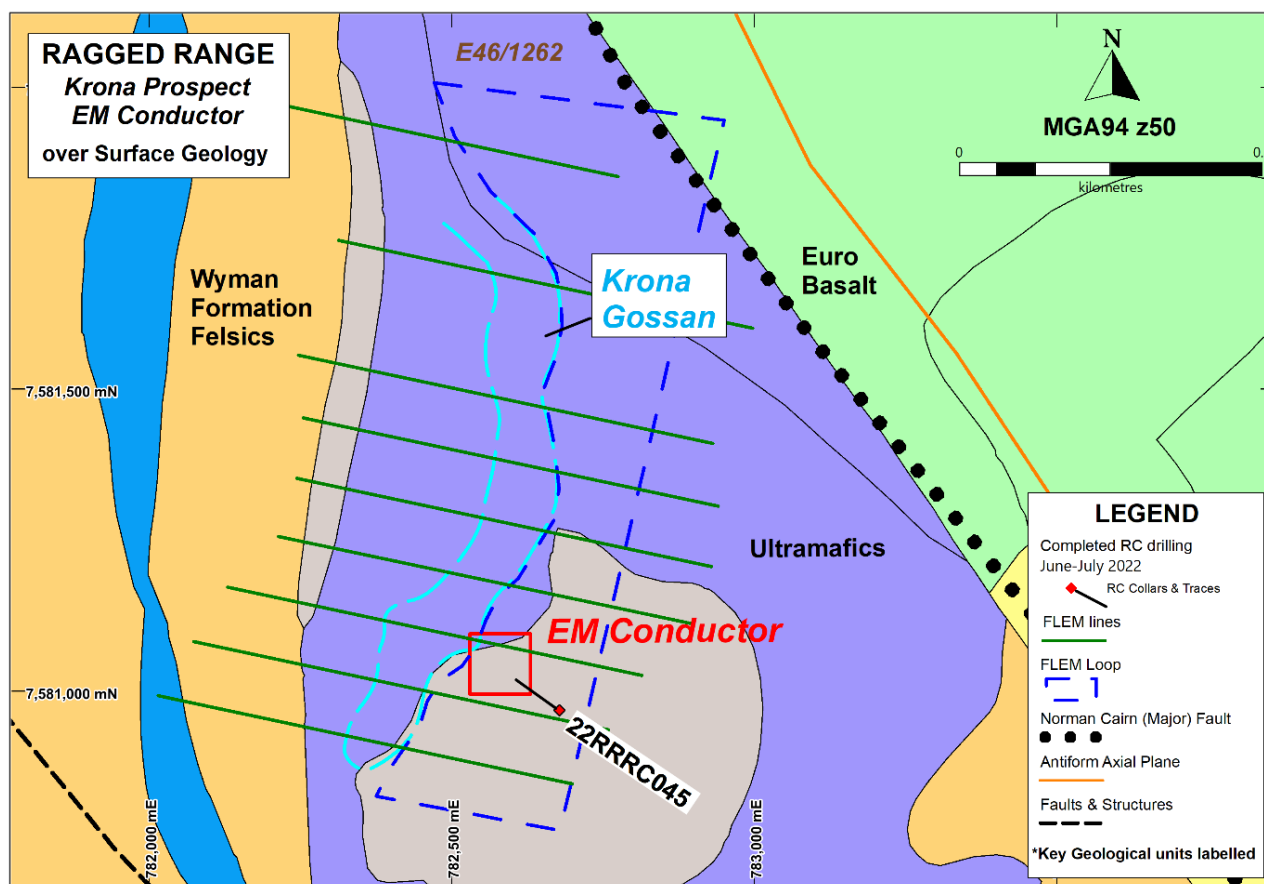 RAGGED RANGE
Krona Prospect
EM Conductor
over Surface Geology
E46/1262
N
MGA94 z50
0
0.
kilometres
Wyman
Formation
Felsics
Krona
Gossan
Euro
Basalt
7,581,500 mN
Ultramafics
EM Conductor
7,581,000 mN
22RRRC045
782,000 mE
782,500 mE
783,000 mE
LEGEND
Completed RC drilling
June-July 2022
RC Collars & Traces
FLEM lines
FLEM Loop
Norman Cairn (Major) Fault
Antiform Axial Plane
Faults & Structures
*Key Geological units labelled